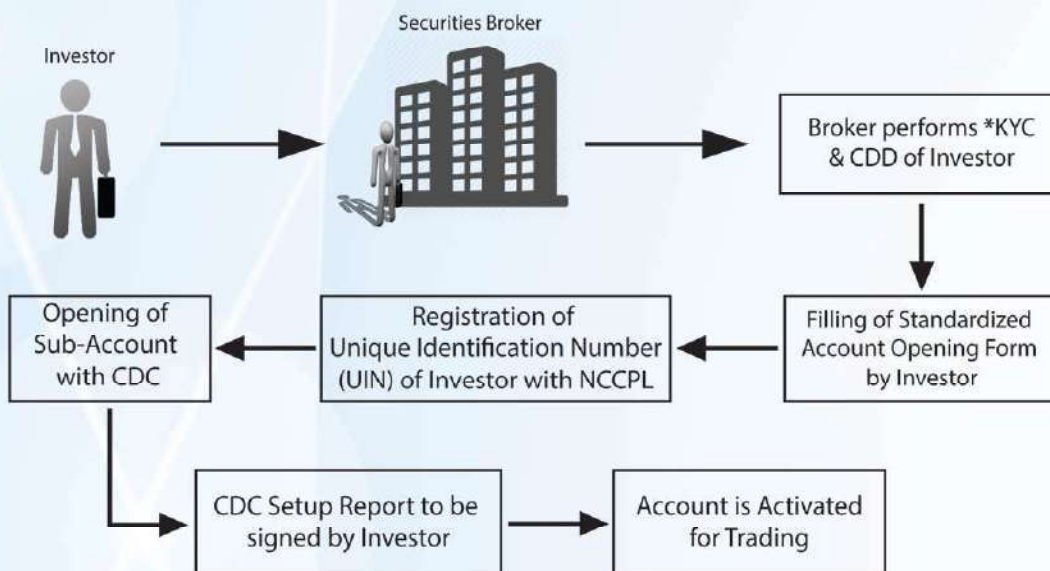 Investor
Securities Broker
Broker performs *KYC
& CDD of Investor
Filling of Standardized
Account Opening Form
by Investor
Registration of
Unique Identification Number
(UIN) of Investor with NCCPL
Opening of
Sub-Account
with CDC
CDC Setup Report to be
signed by Investor
Account is Activated
for Trading